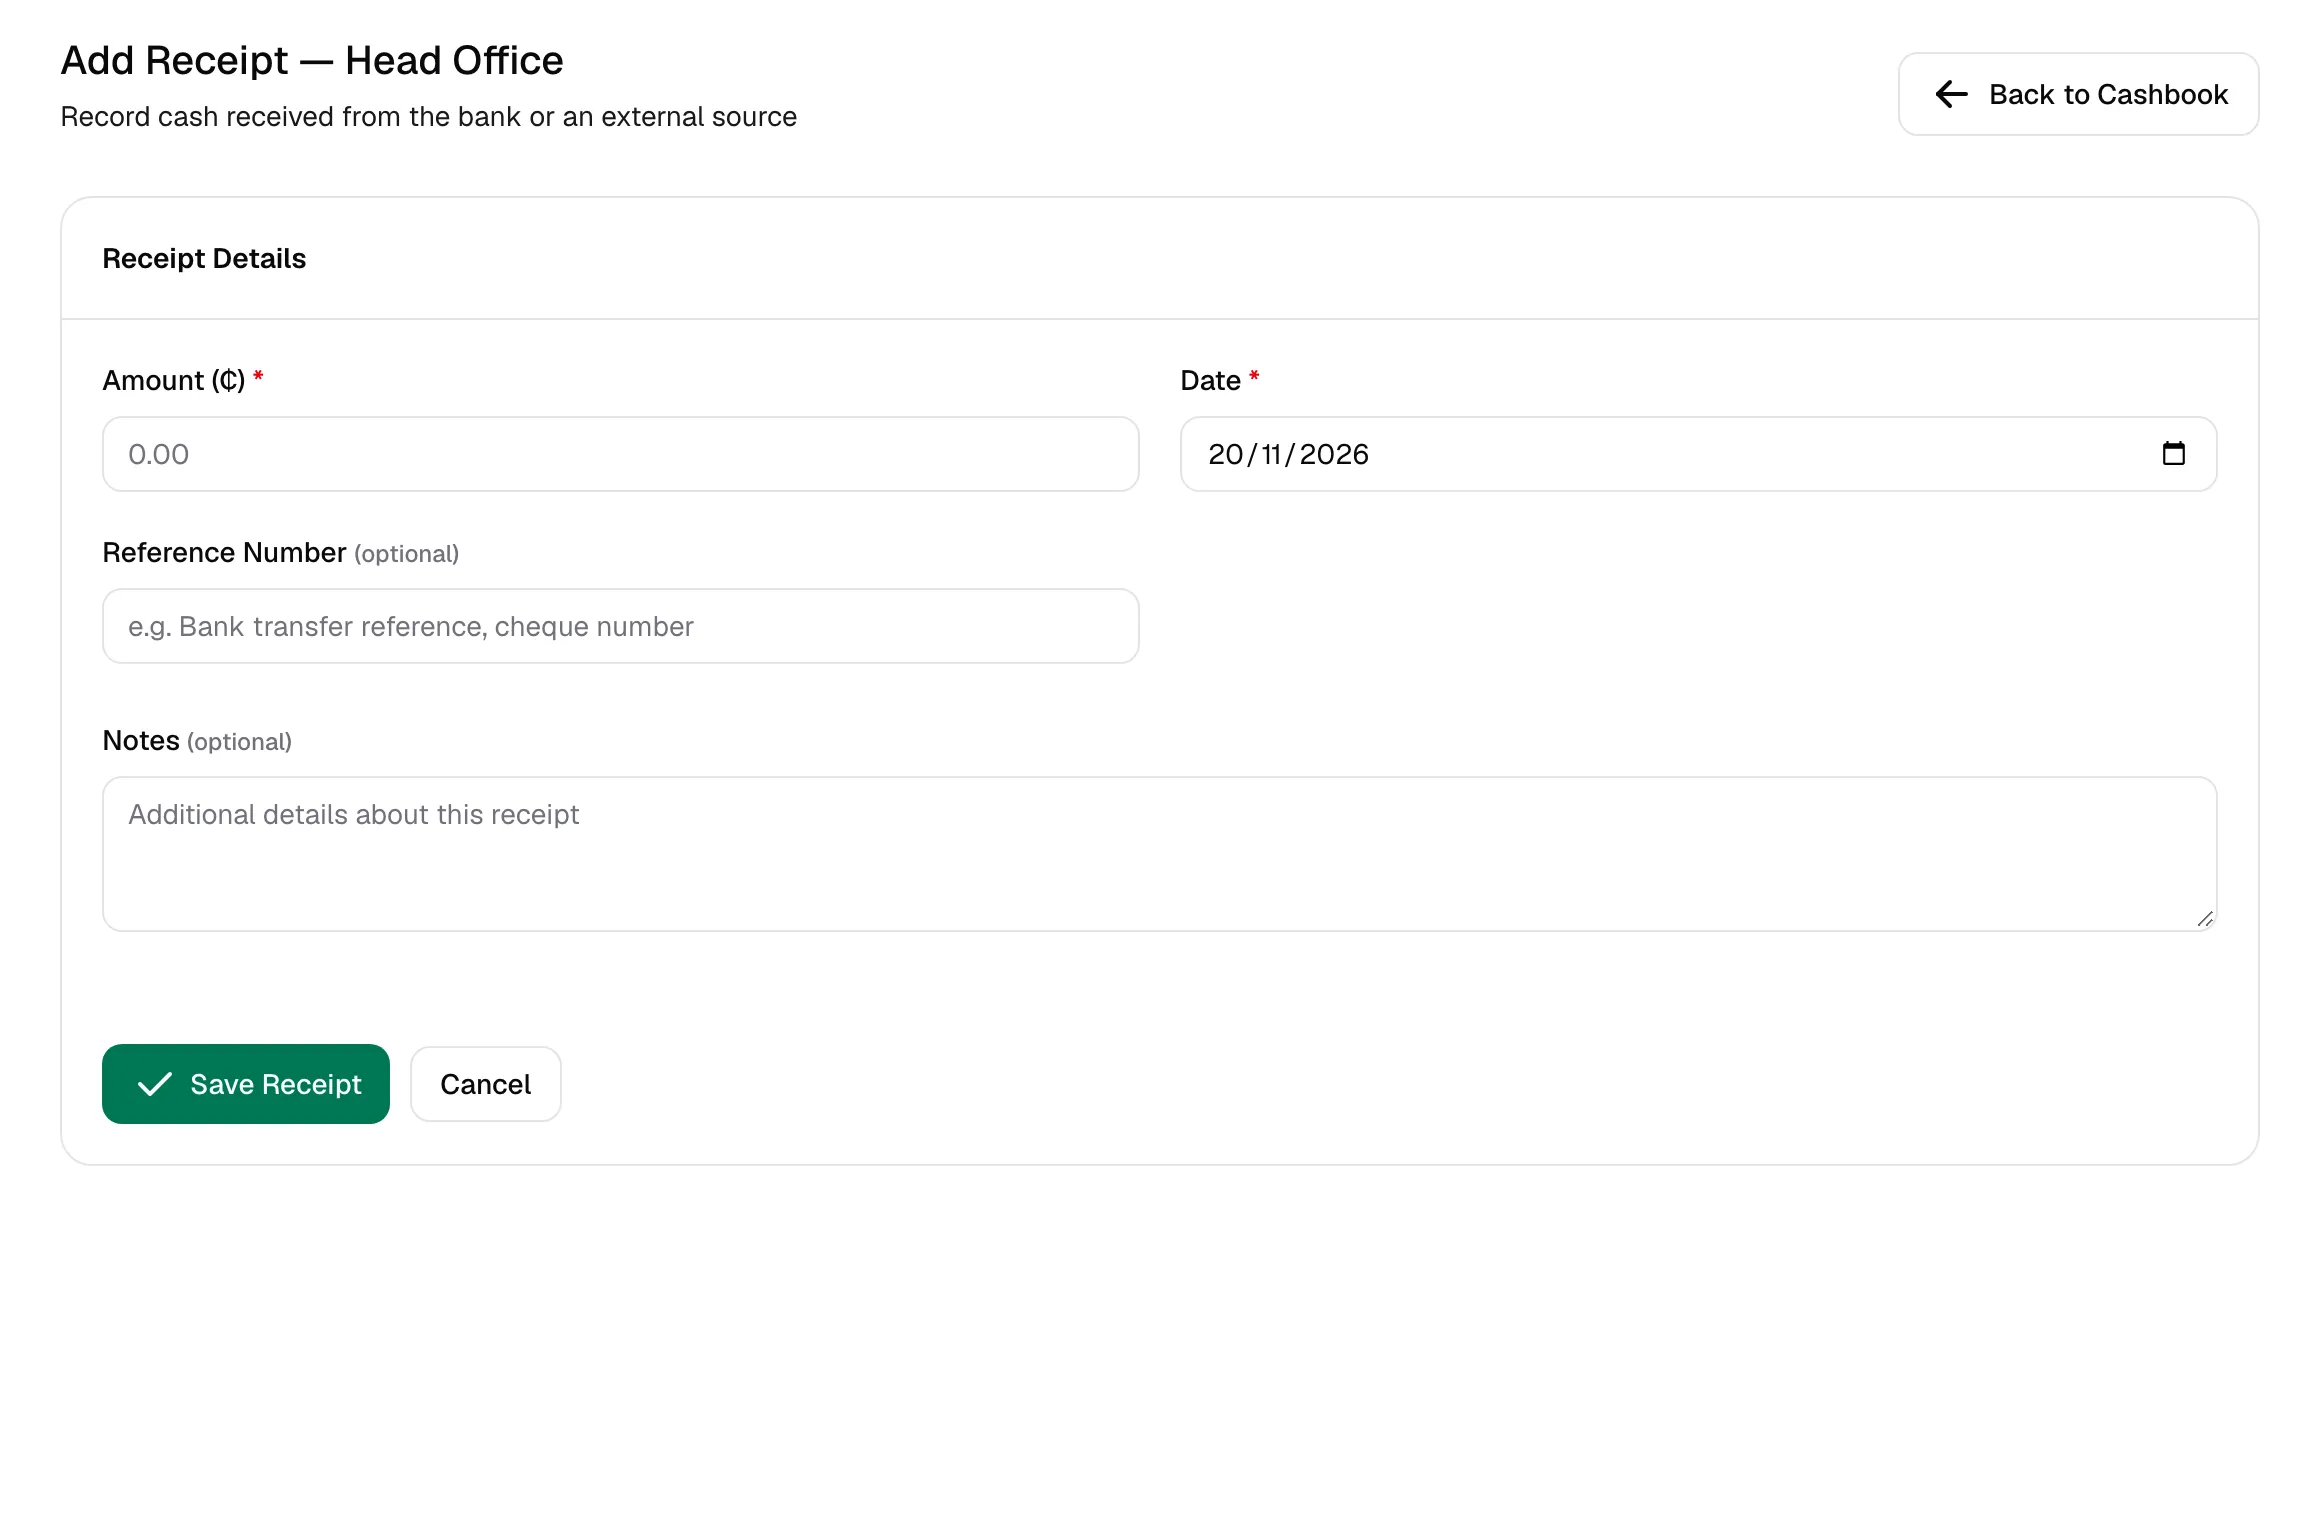 Add Receipt — Head Office
Record cash received from the bank or an external source
Back to Cashbook
Receipt Details
Amount (₵) *
Date *
0.00
20/11/2026
Reference Number (optional)
e.g. Bank transfer reference, cheque number
Notes (optional)
Additional details about this receipt
Save Receipt
Cancel